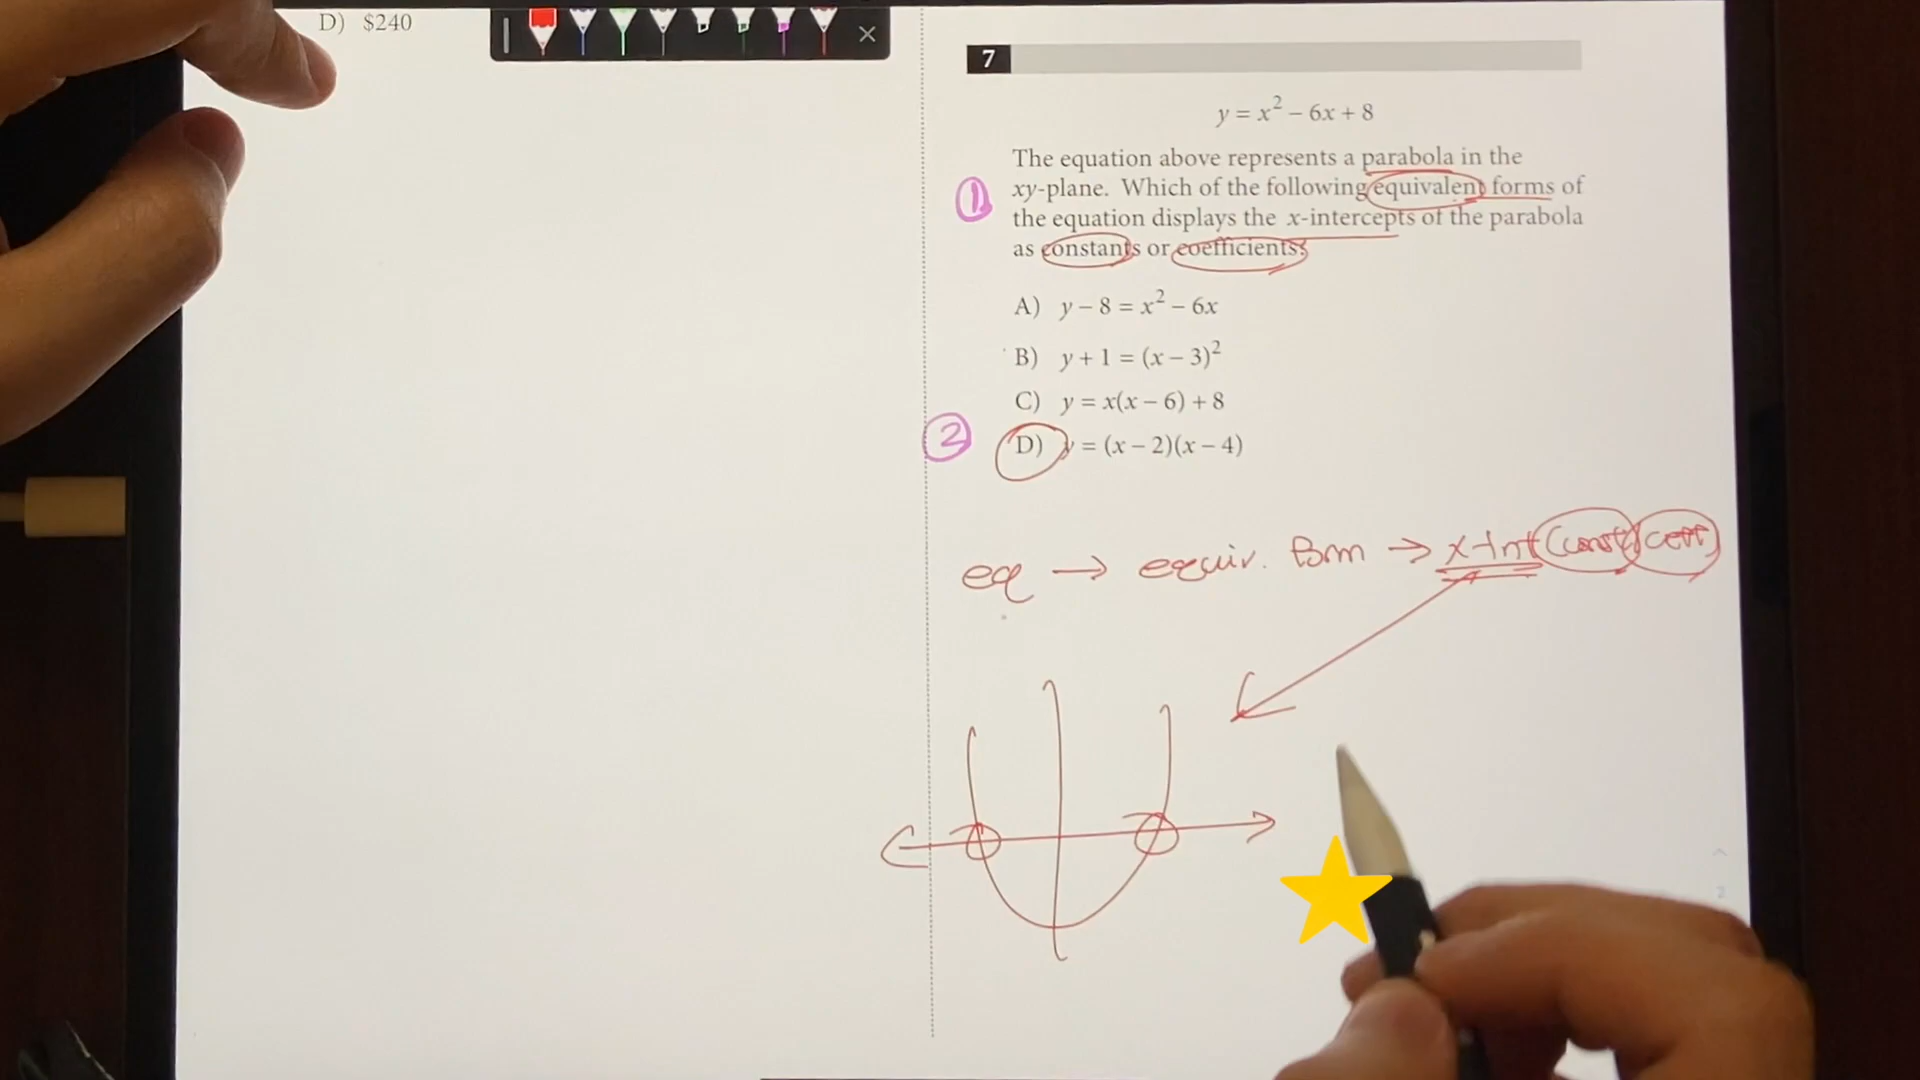 D) $240
7
y = x² – 6x + 8
The equation above represents a parabola in the
xy-plane. Which of the following equivalent forms of
the equation displays the x-intercepts of the parabola
as constants or coefficients?
1
A) y – 8 = x² – 6x
B) y + 1 = (x – 3)²
C) y = x(x – 6) + 8
2
D) y = (x – 2)(x – 4)
eq → equiv. form → x-int (const)
2